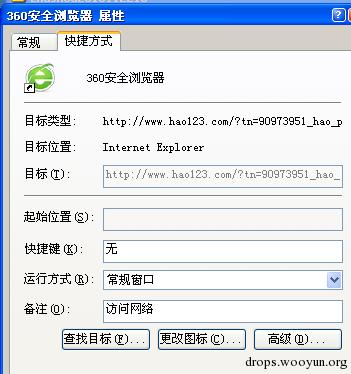 360安全浏览器 属性
常规 快捷方式
360安全浏览器
目标类型: http://www.hao123.com/?tn=90973951_hao_p
目标位置: Internet Explorer
目标(T): http://www.hao123.com/?tn=90973951_hao_
起始位置(S):
快捷键(K): 无
运行方式(R): 常规窗口
备注(O): 访问网络
查找目标(F)... 更改图标(C)... 高级(D)...
drops.wooyun.org